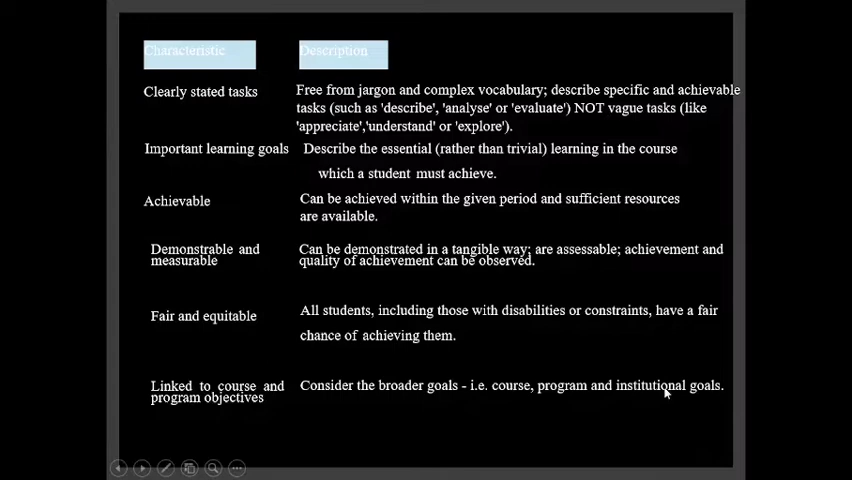 Characteristic Description
Clearly stated tasks Free from jargon and complex vocabulary; describe specific and achievable
tasks (such as 'describe', 'analyse' or 'evaluate') NOT vague tasks (like
'appreciate','understand' or 'explore').
Important learning goals Describe the essential (rather than trivial) learning in the course
which a student must achieve.
Achievable Can be achieved within the given period and sufficient resources
are available.
Demonstrable and Can be demonstrated in a tangible way; are assessable; achievement and
measurable quality of achievement can be observed.
Fair and equitable All students, including those with disabilities or constraints, have a fair
chance of achieving them.
Linked to course and Consider the broader goals - i.e. course, program and institutional goals.
program objectives